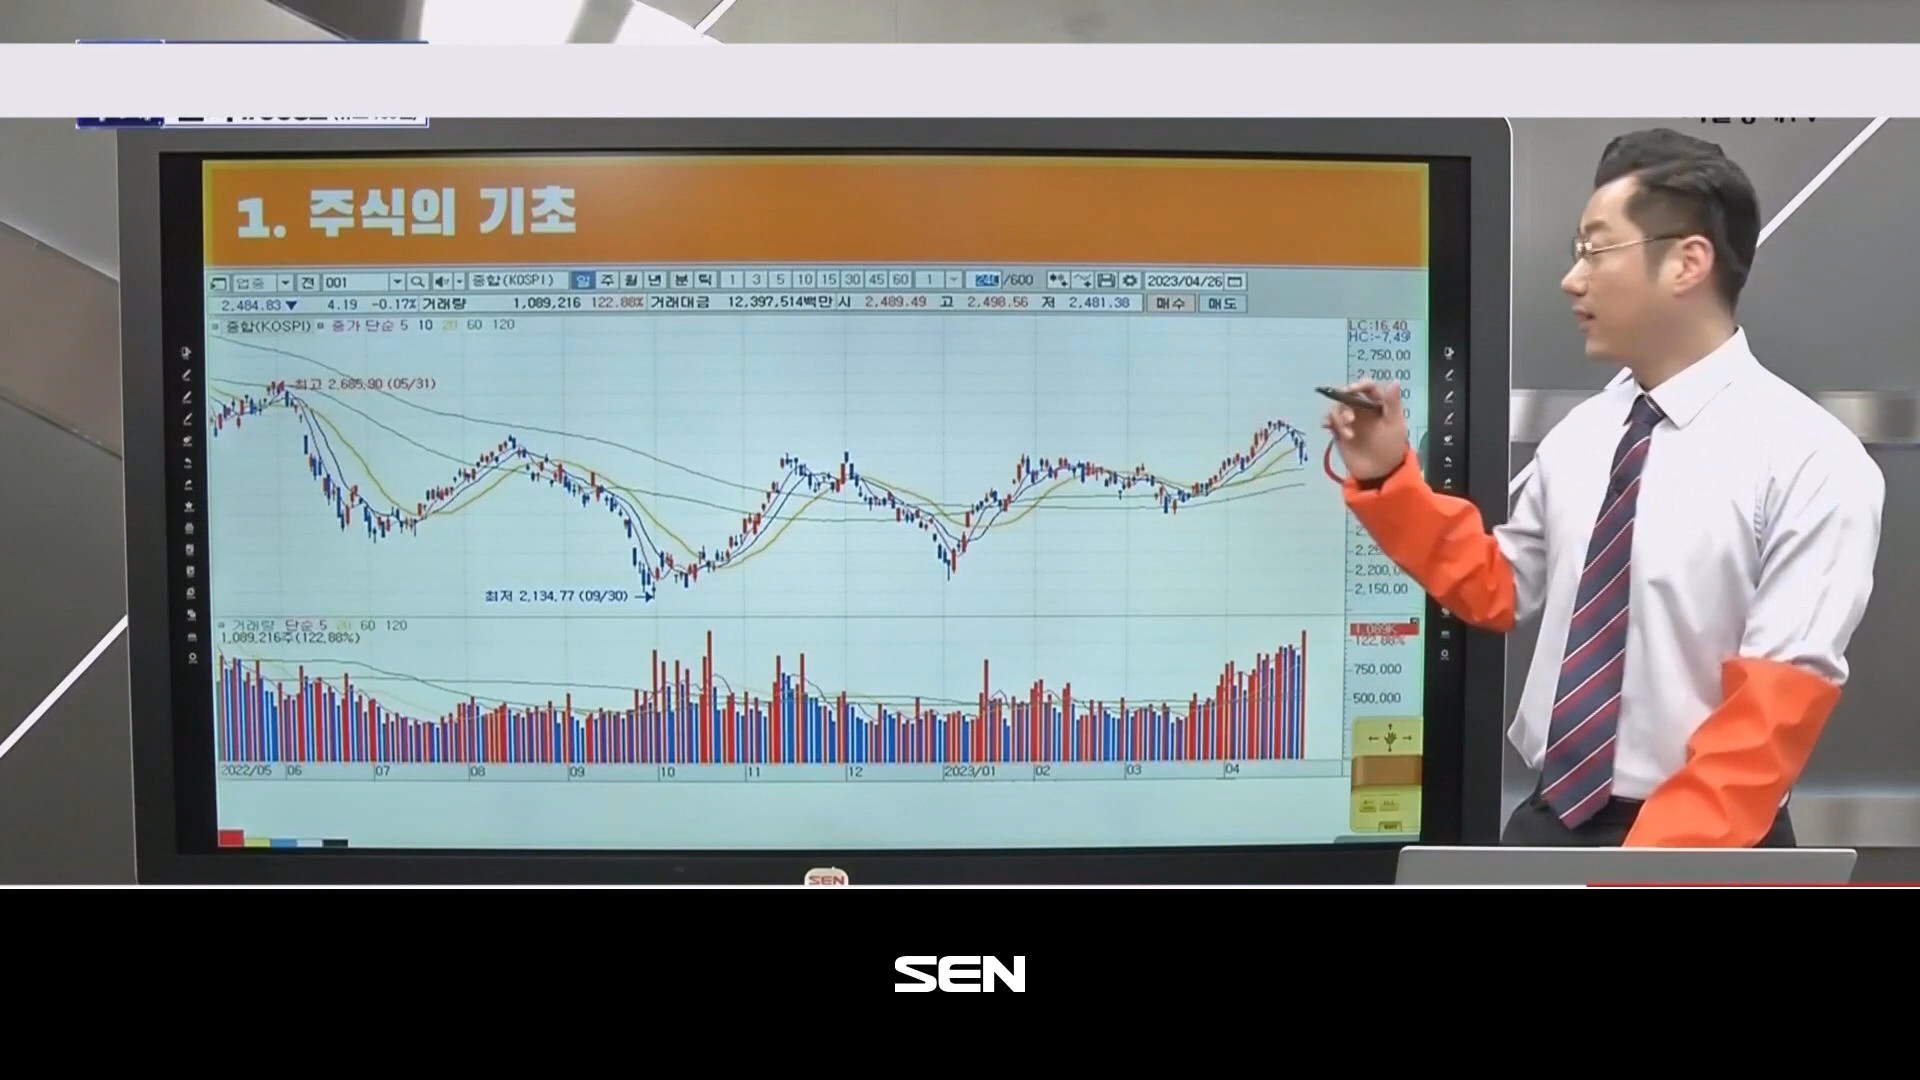 1. 주식의 기초
업종 전 001 종합(KOSPI) 일 주 월 년 분 틱 1 3 5 10 15 30 45 60 1 240 /600 2023/04/26
2,484.83 ▼ 4.19 -0.17% 거래량 1,089,216 122.88% 거래대금 12,397,514백만 시 2,489.49 고 2,498.56 저 2,481.38 매수 매도
종합(KOSPI) 종가 단순 5 10 20 60 120
LC:16.40
HC:-7.49
2,750.00
2,700.00
최고 2,685.90 (05/31)
2,200.
2,150.00
최저 2,134.77 (09/30)
거래량 단순 5 20 60 120
1,089,216주(122.88%)
122.88%
750,000
500,000
2022/05 06 07 08 09 10 11 12 2023/01 02 03 04
SEN
SEN